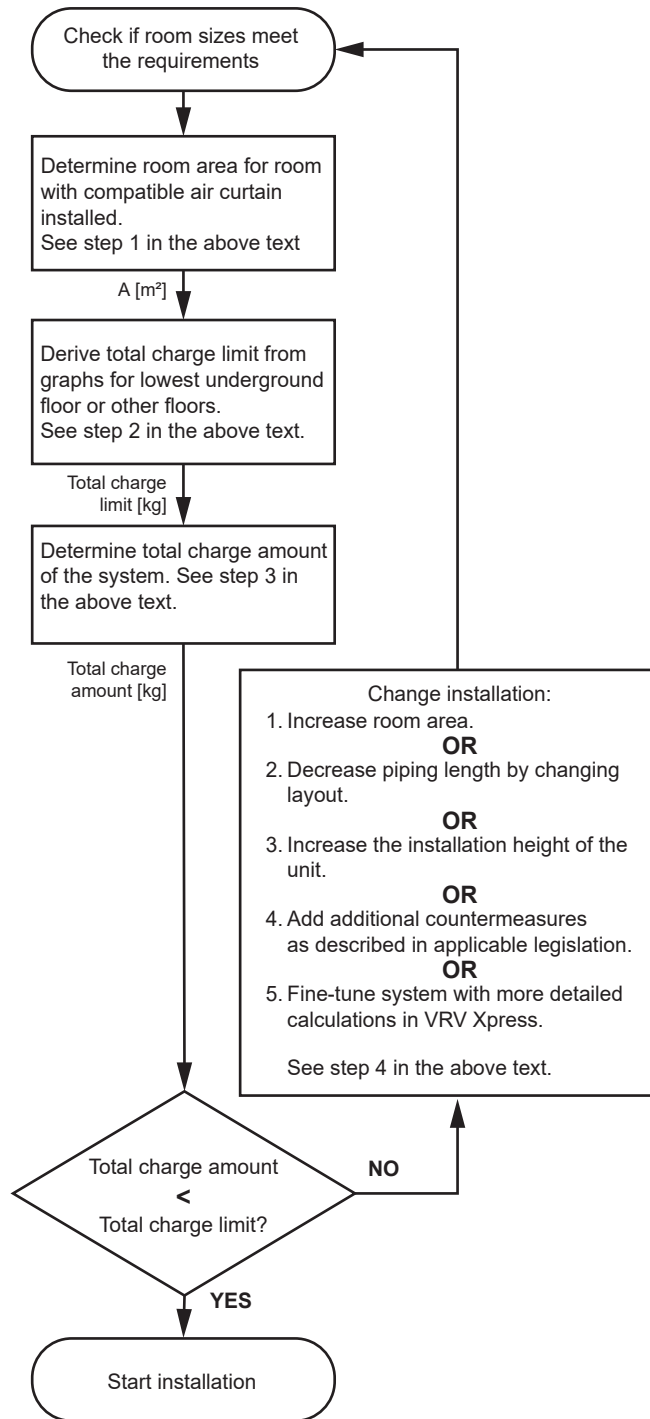 Check if room sizes meet
the requirements
Determine room area for room
with compatible air curtain
installed.
See step 1 in the above text
A [m²]
Derive total charge limit from
graphs for lowest underground
floor or other floors.
See step 2 in the above text.
Total charge
limit [kg]
Determine total charge amount
of the system. See step 3 in
the above text.
Total charge
amount [kg]
Change installation:
1. Increase room area.
OR
2. Decrease piping length by changing
layout.
OR
3. Increase the installation height of the
unit.
OR
4. Add additional countermeasures
as described in applicable legislation.
OR
5. Fine-tune system with more detailed
calculations in VRV Xpress.
See step 4 in the above text.
Total charge amount
<
Total charge limit?
NO
YES
Start installation